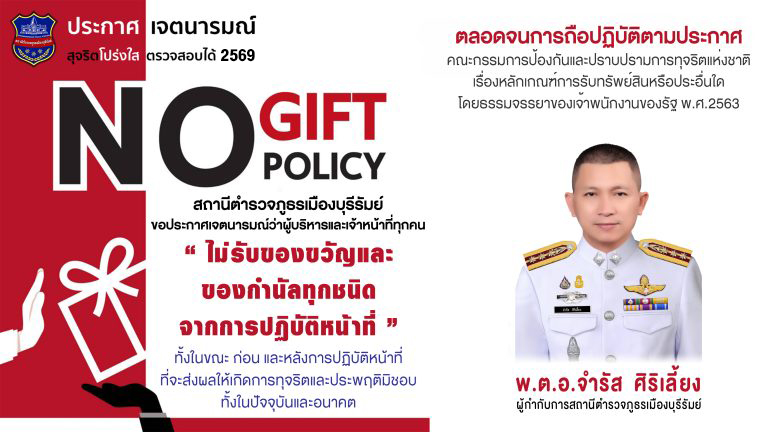 ประกาศ เจตนารมณ์
สุจริตโปร่งใส ตรวจสอบได้ 2569
NO GIFT
POLICY
สถานีตำรวจภูธรเมืองบุรีรัมย์
ขอประกาศเจตนารมณ์ว่าผู้บริหารและเจ้าหน้าที่ทุกคน
“ ไม่รับของขวัญและ
ของกำนัลทุกชนิด
จากการปฏิบัติหน้าที่ ”
ทั้งในขณะ ก่อน และหลังการปฏิบัติหน้าที่
ที่จะส่งผลให้เกิดการทุจริตและประพฤติมิชอบ
ทั้งในปัจจุบันและอนาคต
ตลอดจนการถือปฏิบัติตามประกาศ
คณะกรรมการป้องกันและปราบปรามการทุจริตแห่งชาติ
เรื่องหลักเกณฑ์การรับทรัพย์สินหรือประอื่นใด
โดยธรรมจรรยาของเจ้าพนักงานของรัฐ พ.ศ.2563
พ.ต.อ.จำรัส ศิริเลี้ยง
ผู้กำกับการสถานีตำรวจภูธรเมืองบุรีรัมย์